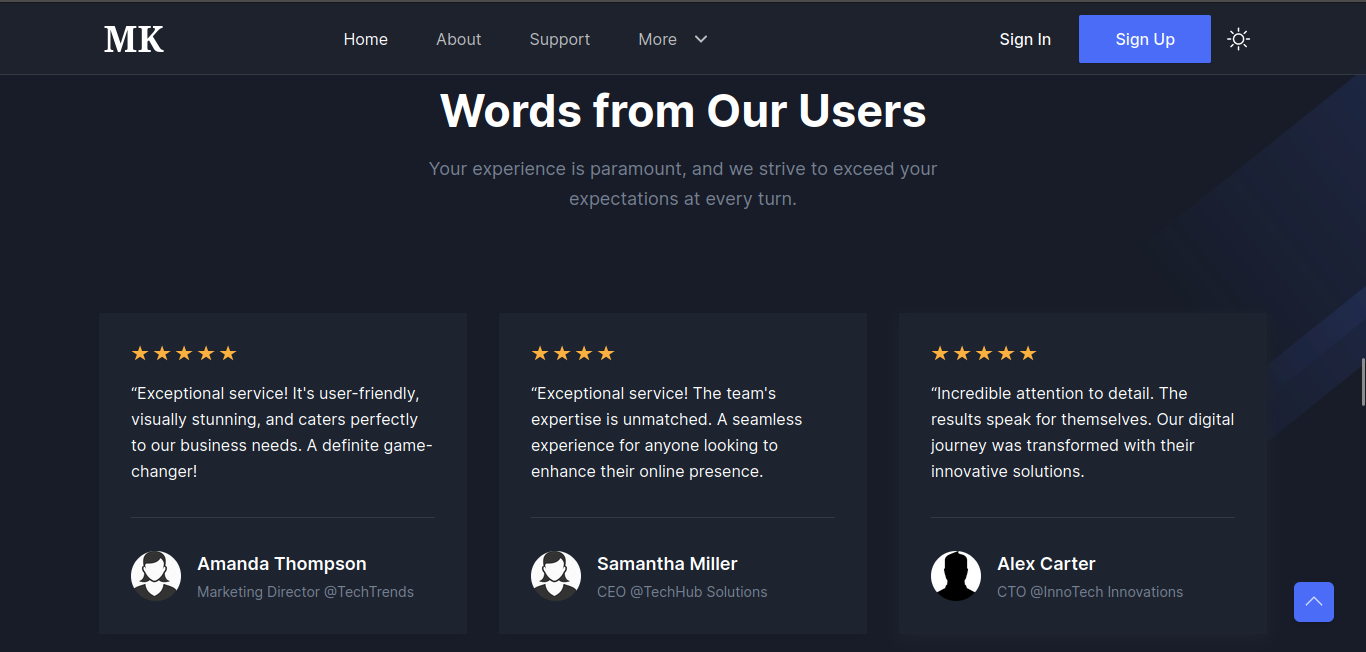 MK Home About Support More Sign In Sign Up
Words from Our Users
Your experience is paramount, and we strive to exceed your
expectations at every turn.
“Exceptional service! It's user-friendly,
visually stunning, and caters perfectly
to our business needs. A definite game-
changer!
Amanda Thompson
Marketing Director @TechTrends
“Exceptional service! The team's
expertise is unmatched. A seamless
experience for anyone looking to
enhance their online presence.
Samantha Miller
CEO @TechHub Solutions
“Incredible attention to detail. The
results speak for themselves. Our digital
journey was transformed with their
innovative solutions.
Alex Carter
CTO @InnoTech Innovations